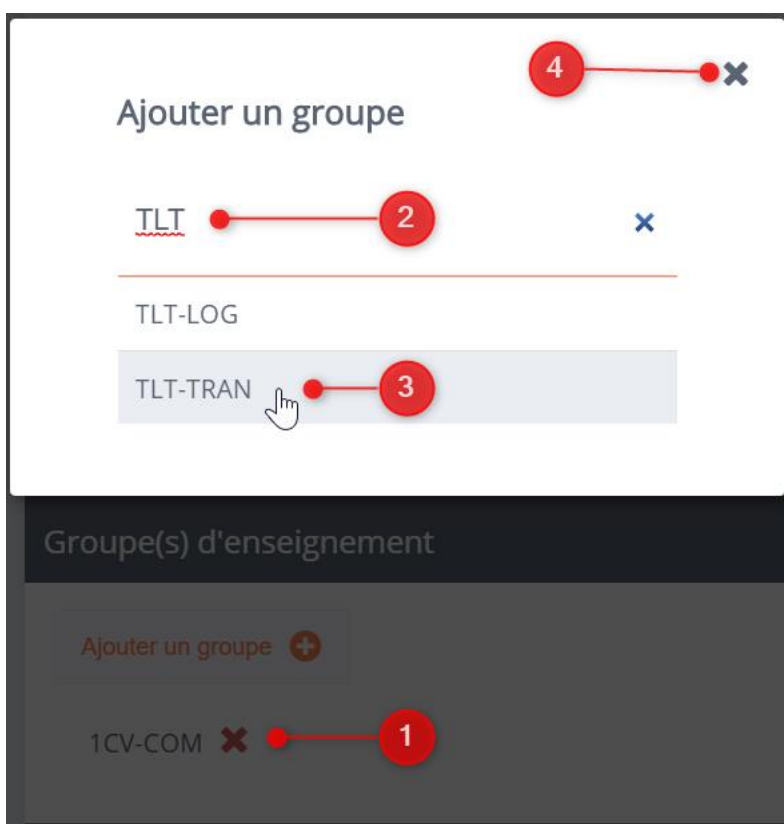 4
Ajouter un groupe
TLT 2
TLT-LOG
TLT-TRAN 3
Groupe(s) d'enseignement
Ajouter un groupe
1CV-COM 1